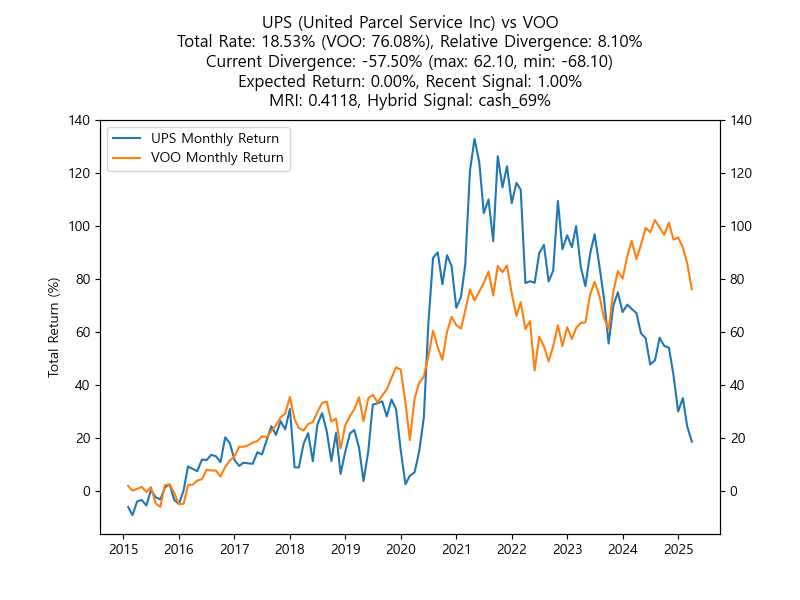 UPS (United Parcel Service Inc) vs VOO
Total Rate: 18.53% (VOO: 76.08%), Relative Divergence: 8.10%
Current Divergence: -57.50% (max: 62.10, min: -68.10)
Expected Return: 0.00%, Recent Signal: 1.00%
MRI: 0.4118, Hybrid Signal: cash_69%
UPS Monthly Return
VOO Monthly Return
Total Return (%)
140
120
100
80
60
40
20
0
140
120
100
80
60
40
20
0
2015 2016 2017 2018 2019 2020 2021 2022 2023 2024 2025